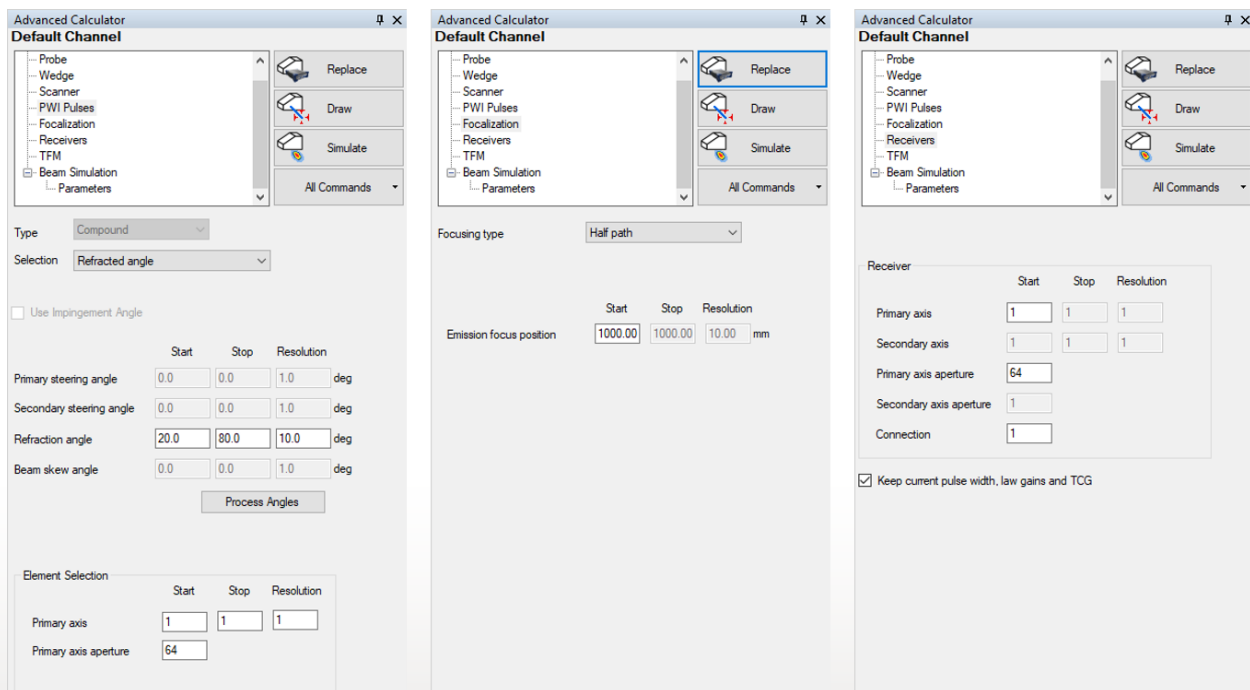 Advanced Calculator
Default Channel
Probe
Wedge
Scanner
PWI Pulses
Focalization
Receivers
TFM
Beam Simulation
Parameters
Replace
Draw
Simulate
All Commands
Type Compound
Selection Refracted angle
Use Impingement Angle
Start Stop Resolution
Primary steering angle 0.0 0.0 1.0 deg
Secondary steering angle 0.0 0.0 1.0 deg
Refraction angle 20.0 80.0 10.0 deg
Beam skew angle 0.0 0.0 1.0 deg
Process Angles
Element Selection
Start Stop Resolution
Primary axis 1 1 1
Primary axis aperture 64
Advanced Calculator
Default Channel
Probe
Wedge
Scanner
PWI Pulses
Focalization
Receivers
TFM
Beam Simulation
Parameters
Replace
Draw
Simulate
All Commands
Focusing type Half path
Start Stop Resolution
Emission focus position 1000.00 1000.00 10.00 mm
Advanced Calculator
Default Channel
Probe
Wedge
Scanner
PWI Pulses
Focalization
Receivers
TFM
Beam Simulation
Parameters
Replace
Draw
Simulate
All Commands
Receiver
Start Stop Resolution
Primary axis 1 1 1
Secondary axis 1 1 1
Primary axis aperture 64
Secondary axis aperture 1
Connection 1
Keep current pulse width, law gains and TCG